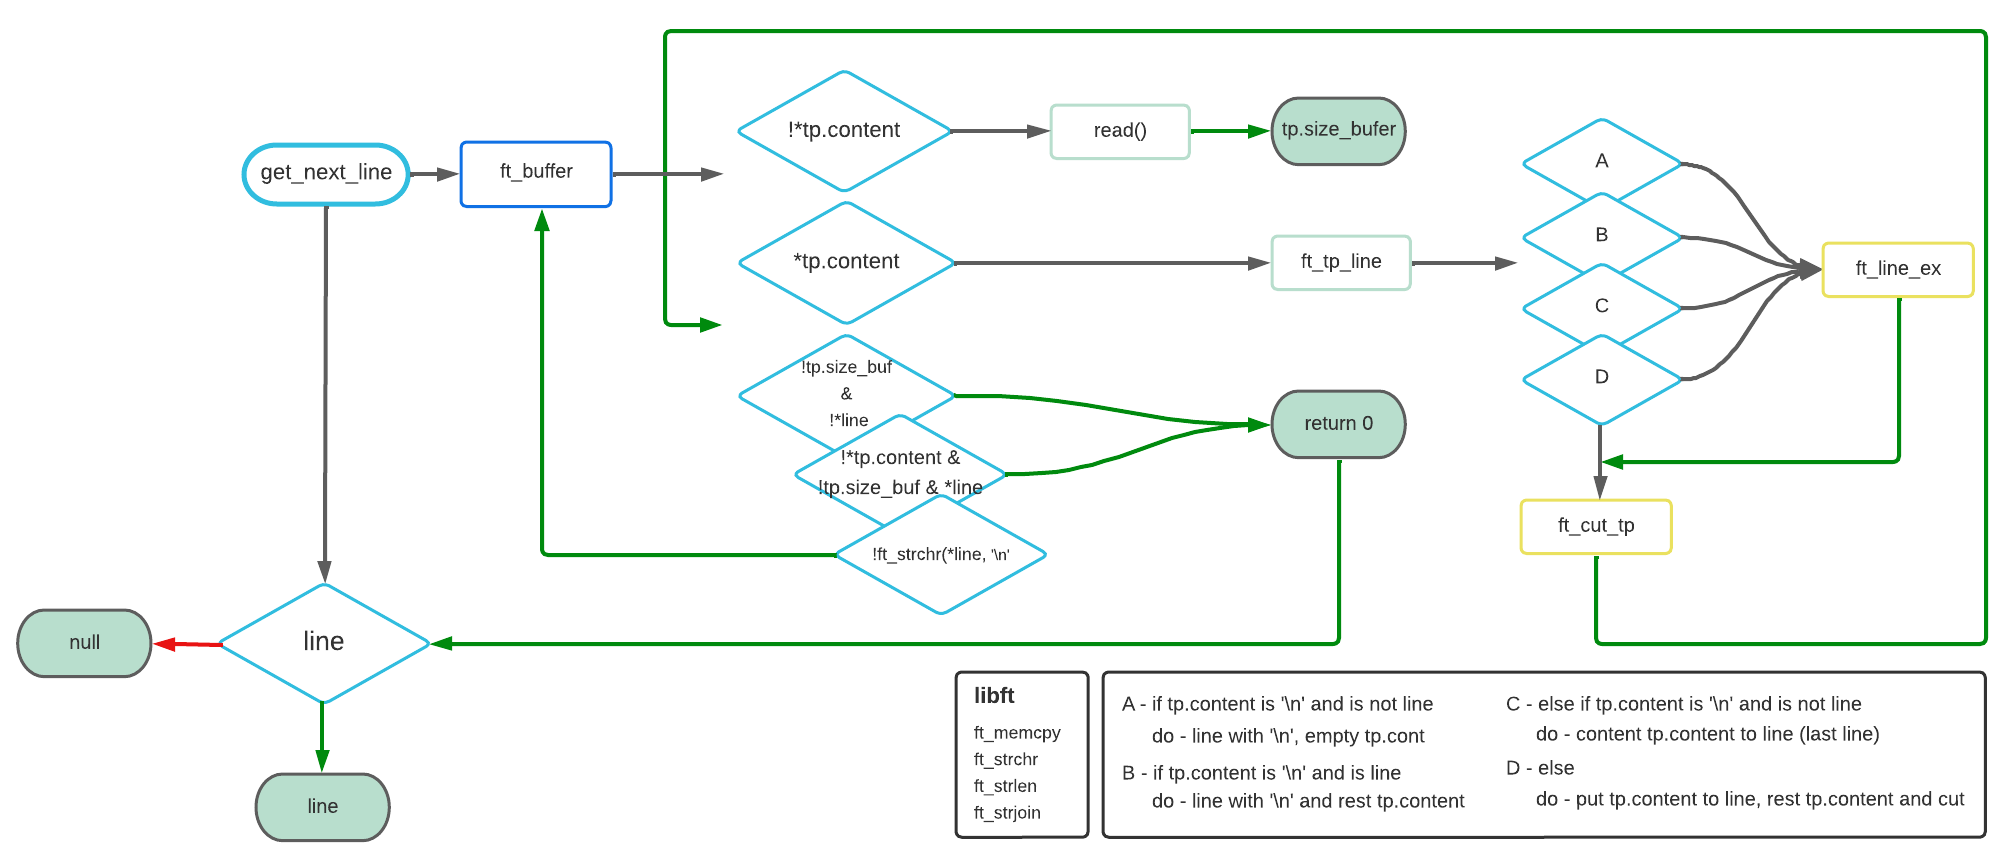 get_next_line
ft_buffer
!*tp.content
read()
tp.size_bufer
*tp.content
ft_tp_line
A
B
C
D
ft_line_ex
!tp.size_buf
&
!*line
!*tp.content &
!tp.size_buf & *line
!ft_strchr(*line, '\n'
return 0
ft_cut_tp
null
line
line
libft
ft_memcpy
ft_strchr
ft_strlen
ft_strjoin
A - if tp.content is '\n' and is not line
do - line with '\n', empty tp.cont
B - if tp.content is '\n' and is line
do - line with '\n' and rest tp.content
C - else if tp.content is '\n' and is not line
do - content tp.content to line (last line)
D - else
do - put tp.content to line, rest tp.content and cut